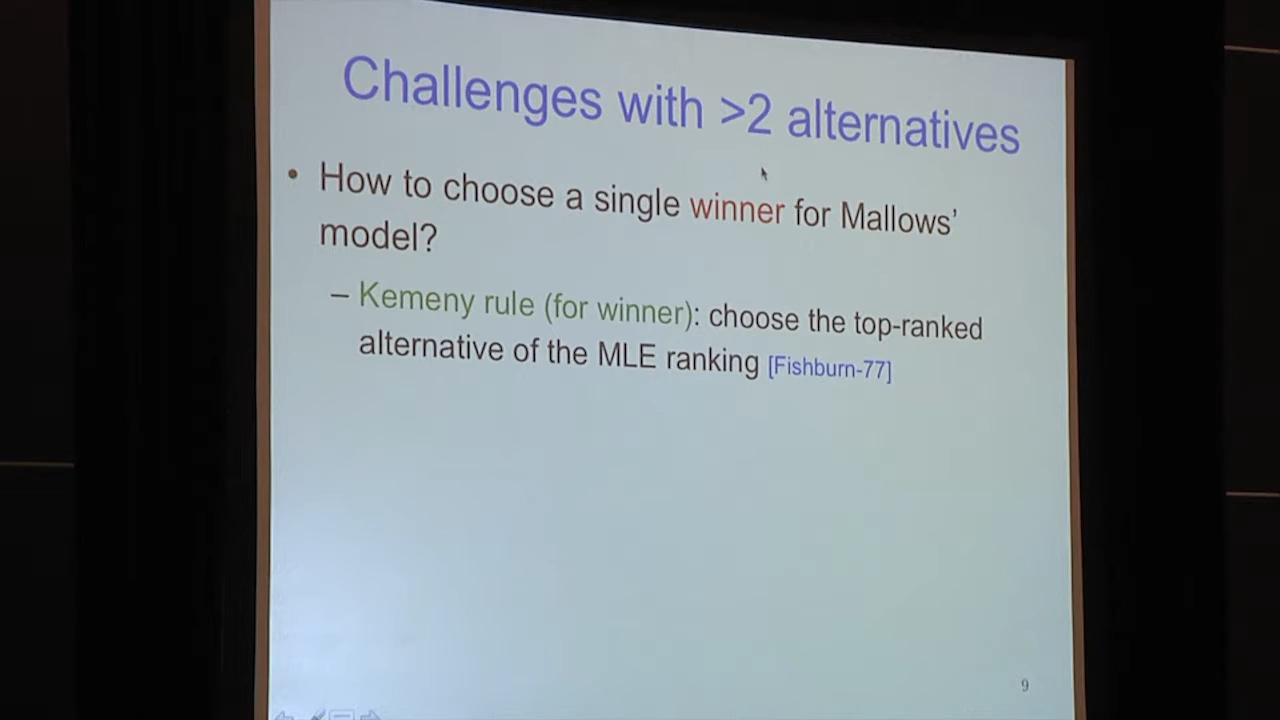 Challenges with >2 alternatives
• How to choose a single winner for Mallows'
model?
– Kemeny rule (for winner): choose the top-ranked
alternative of the MLE ranking [Fishburn-77]
9